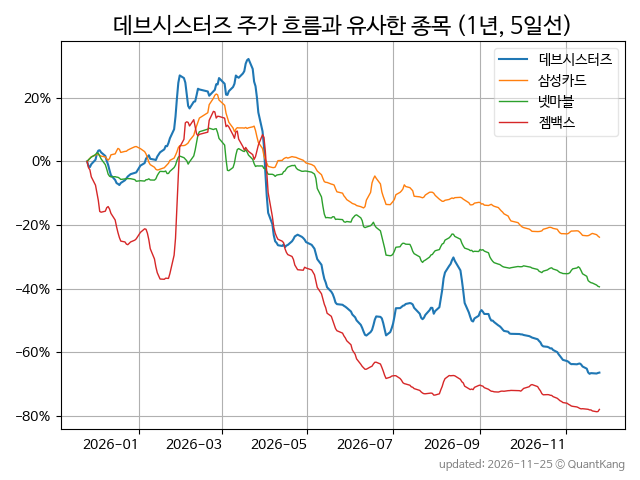 데브시스터즈 주가 흐름과 유사한 종목 (1년, 5일선)
데브시스터즈
삼성카드
넷마블
젬백스
20%
0%
−20%
−40%
−60%
−80%
2026-01 2026-03 2026-05 2026-07 2026-09 2026-11
updated: 2026-11-25 © QuantKang